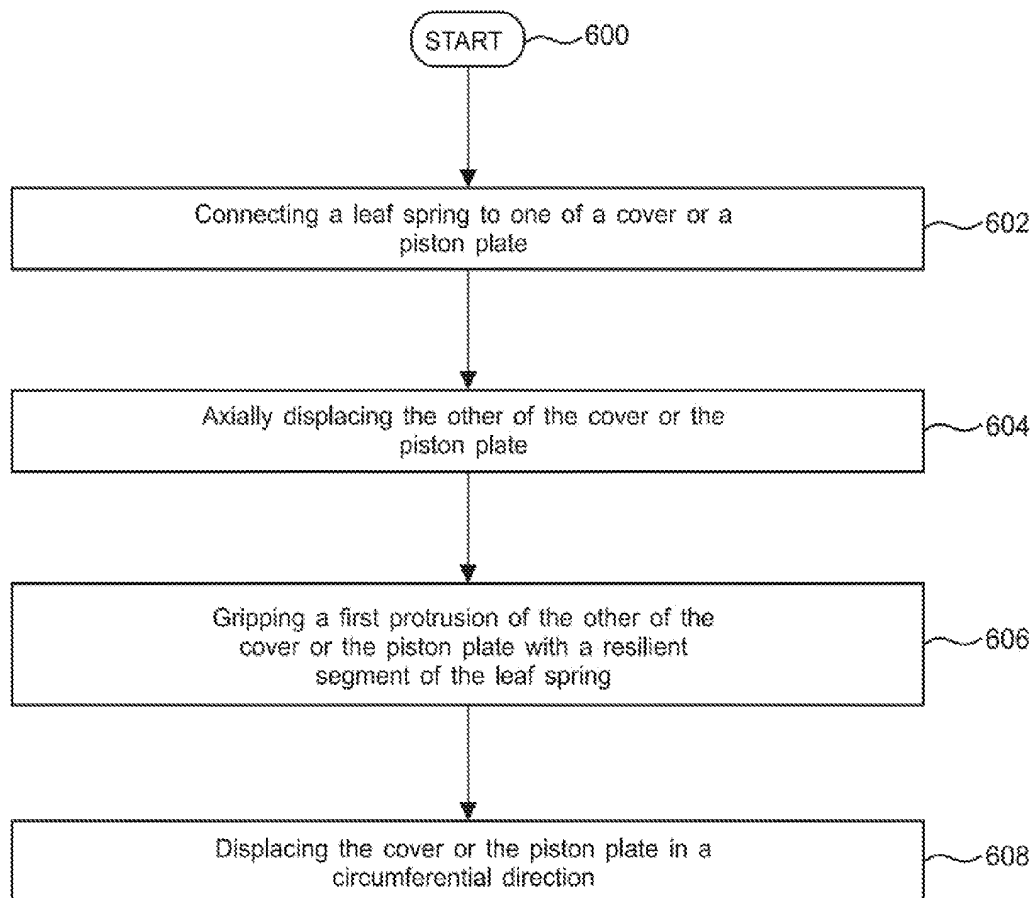 START
600
Connecting a leaf spring to one of a cover or a
piston plate
602
Axially displacing the other of the cover or the
piston plate
604
Gripping a first protrusion of the other of the
cover or the piston plate with a resilient
segment of the leaf spring
606
Displacing the cover or the piston plate in a
circumferential direction
608